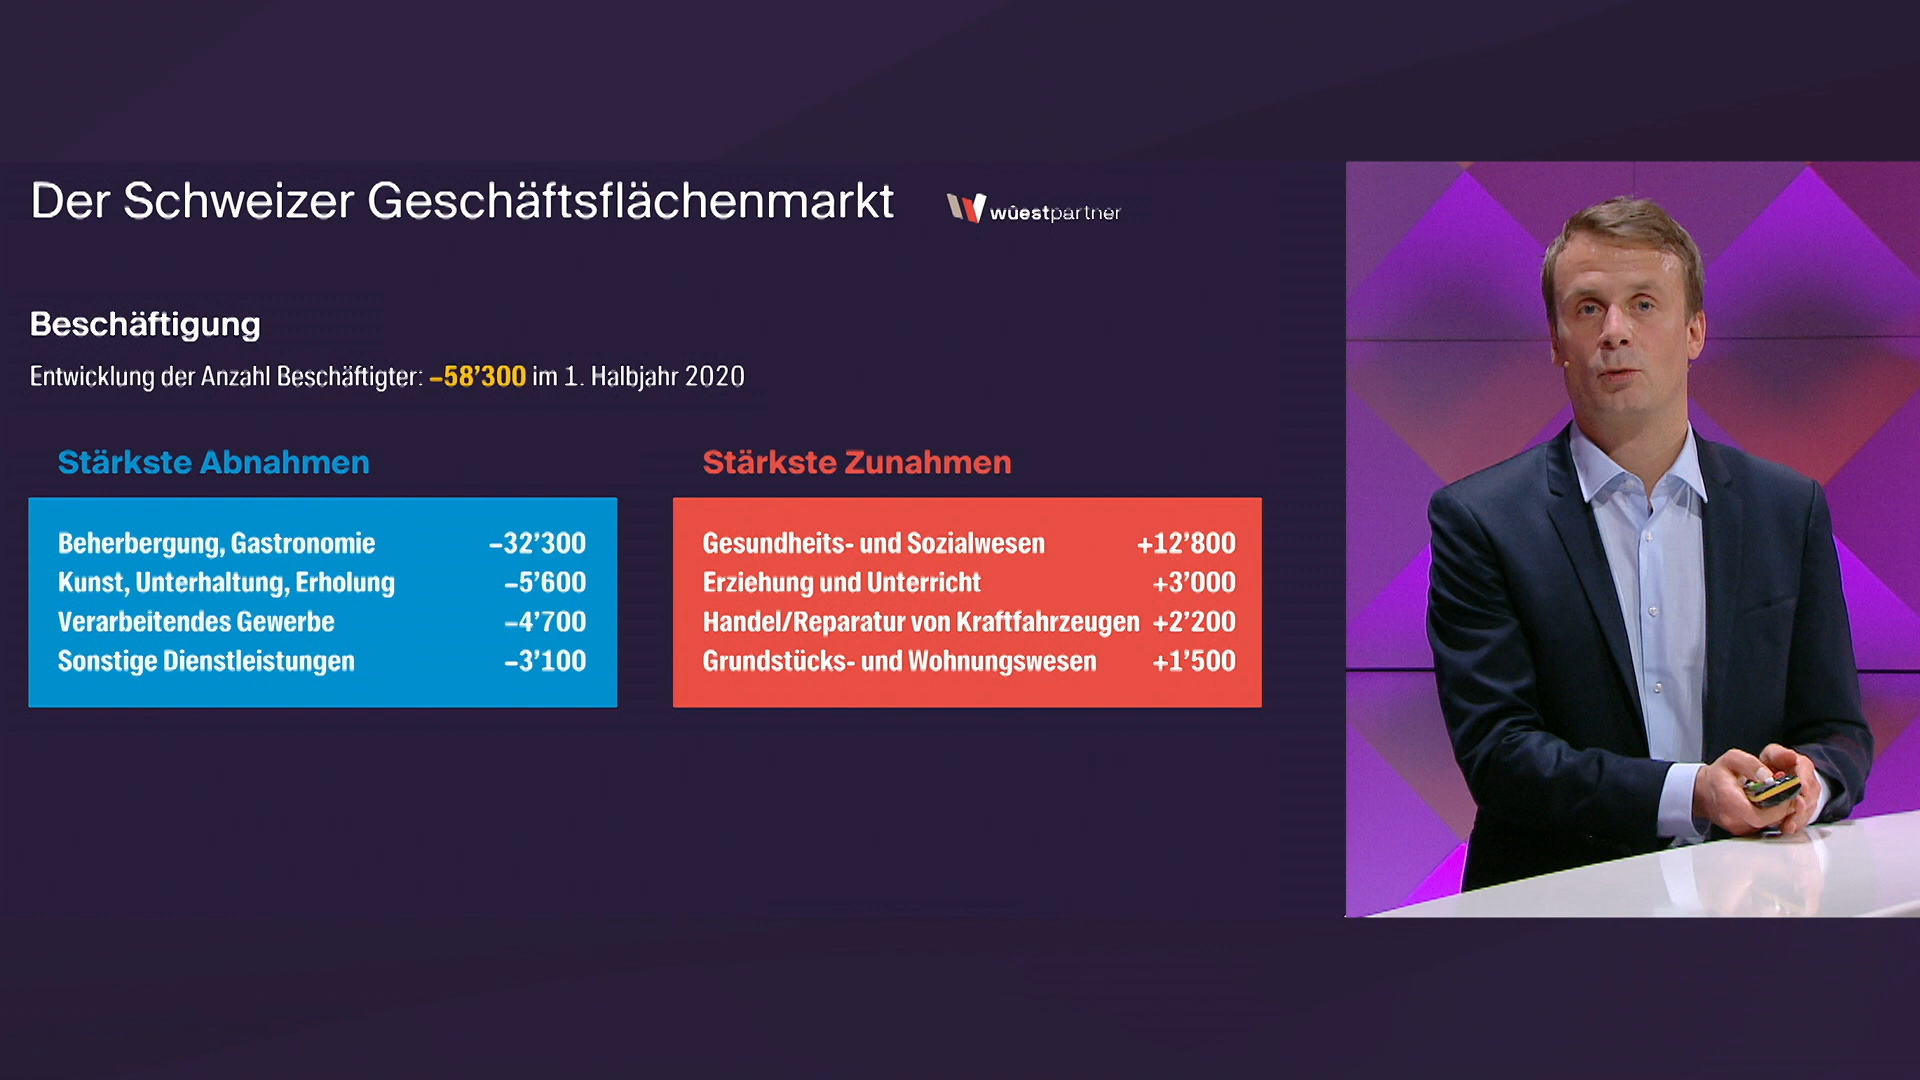 Der Schweizer Geschäftsflächenmarkt
wüestpartner
Beschäftigung
Entwicklung der Anzahl Beschäftigter: –58’300 im 1. Halbjahr 2020
Stärkste Abnahmen
Beherbergung, Gastronomie –32’300
Kunst, Unterhaltung, Erholung –5’600
Verarbeitendes Gewerbe –4’700
Sonstige Dienstleistungen –3’100
Stärkste Zunahmen
Gesundheits- und Sozialwesen +12’800
Erziehung und Unterricht +3’000
Handel/Reparatur von Kraftfahrzeugen +2’200
Grundstücks- und Wohnungswesen +1’500